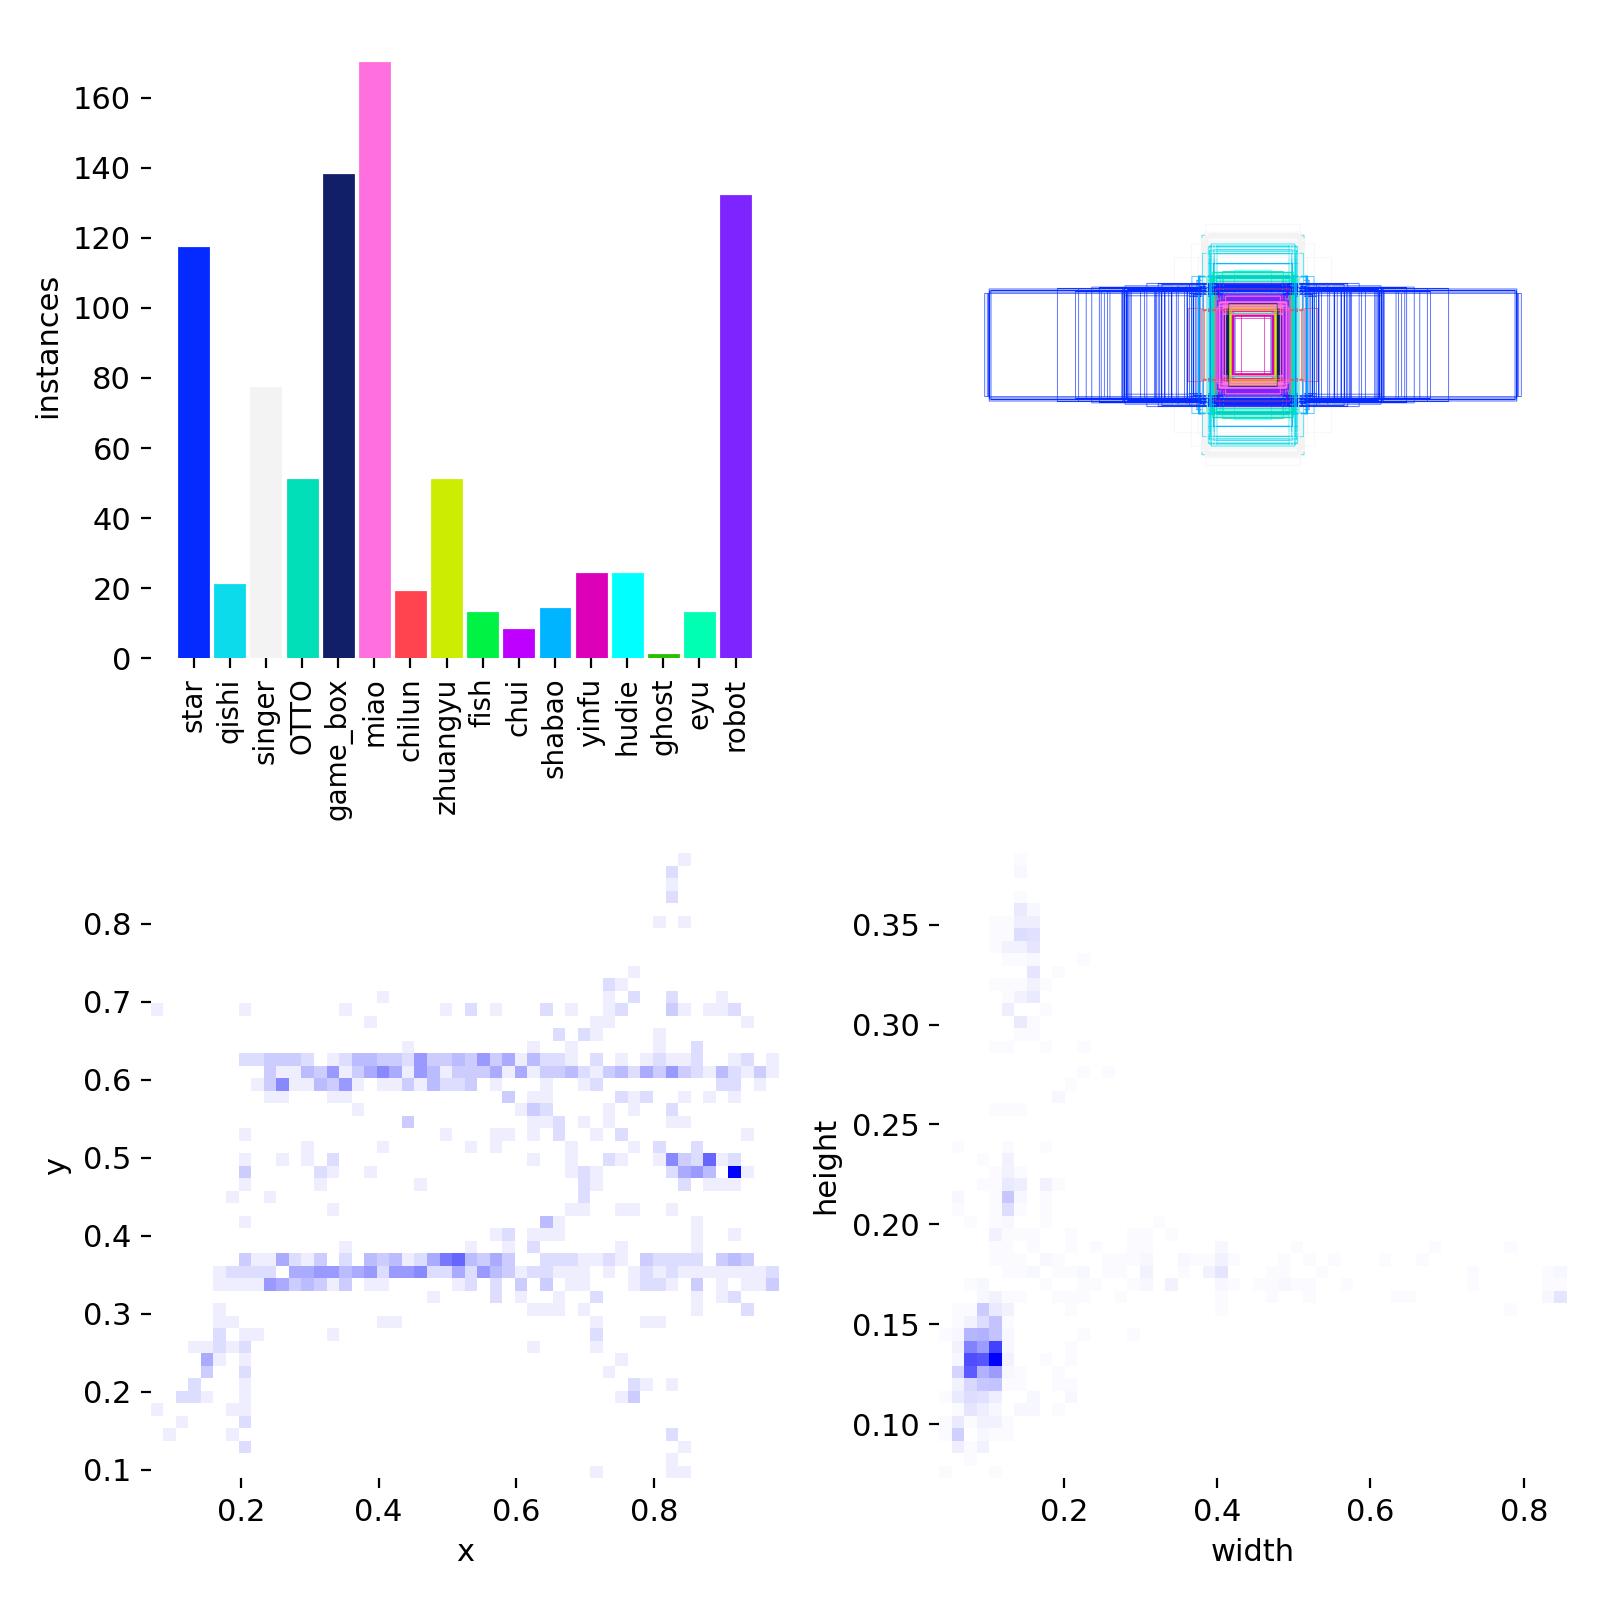 160
140
120
100
80
60
40
20
0
instances
star
qishi
singer
OTTO
game_box
miao
chilun
zhuangyu
fish
chui
shabao
yinfu
hudie
ghost
eyu
robot
0.8
0.7
0.6
0.5
0.4
0.3
0.2
0.1
y
0.2 0.4 0.6 0.8
x
0.35
0.30
0.25
0.20
0.15
0.10
height
0.2 0.4 0.6 0.8
width